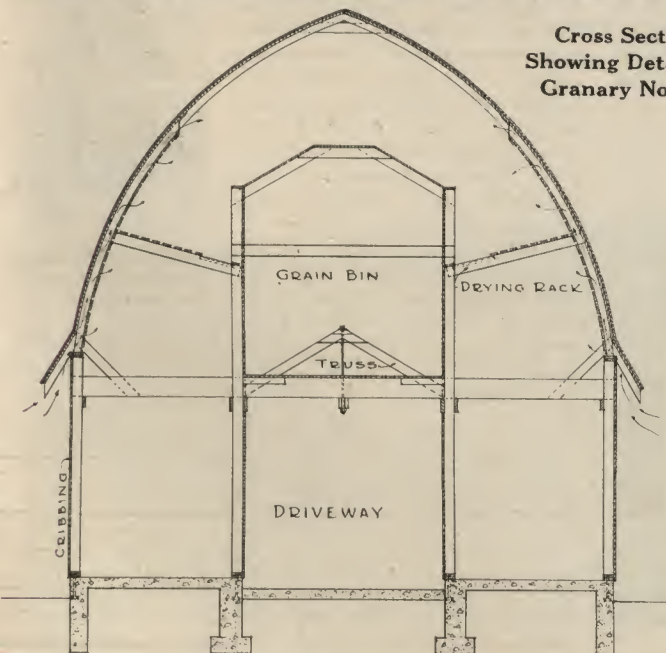 Cross Sect
Showing Det
Granary No
GRAIN BIN
DRYING RACK
TRUSS
CRIBBING
DRIVEWAY